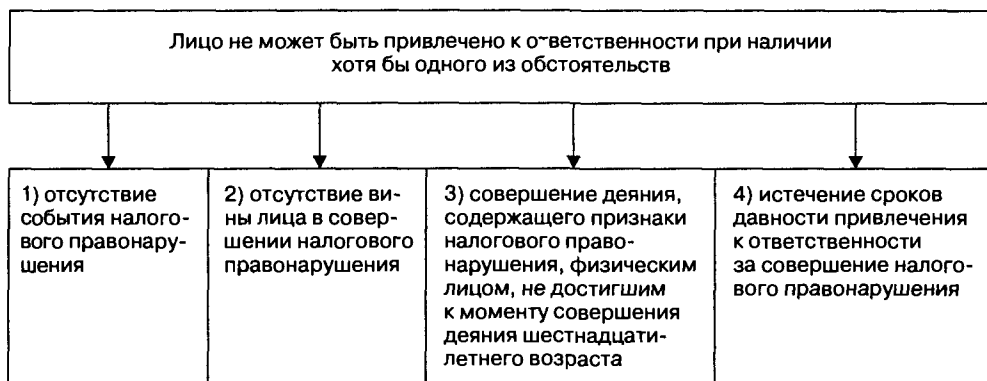 Лицо не может быть привлечено к о~ветственности при наличии
хотя бы одного из обстоятельств
1) отсутствие
события налого-
вого правонару-
шения
2) отсутствие ви-
ны лица в совер-
шении налогового
правонарушения
3) совершение деяния,
содержащего признаки
налогового право-
нарушения, физическим
лицом, не достигшим
к моменту совершения
деяния шестнадцати-
летнего возраста
4) истечение сроков
давности привлечения
к ответственности
за совершение налого-
вого правонарушения